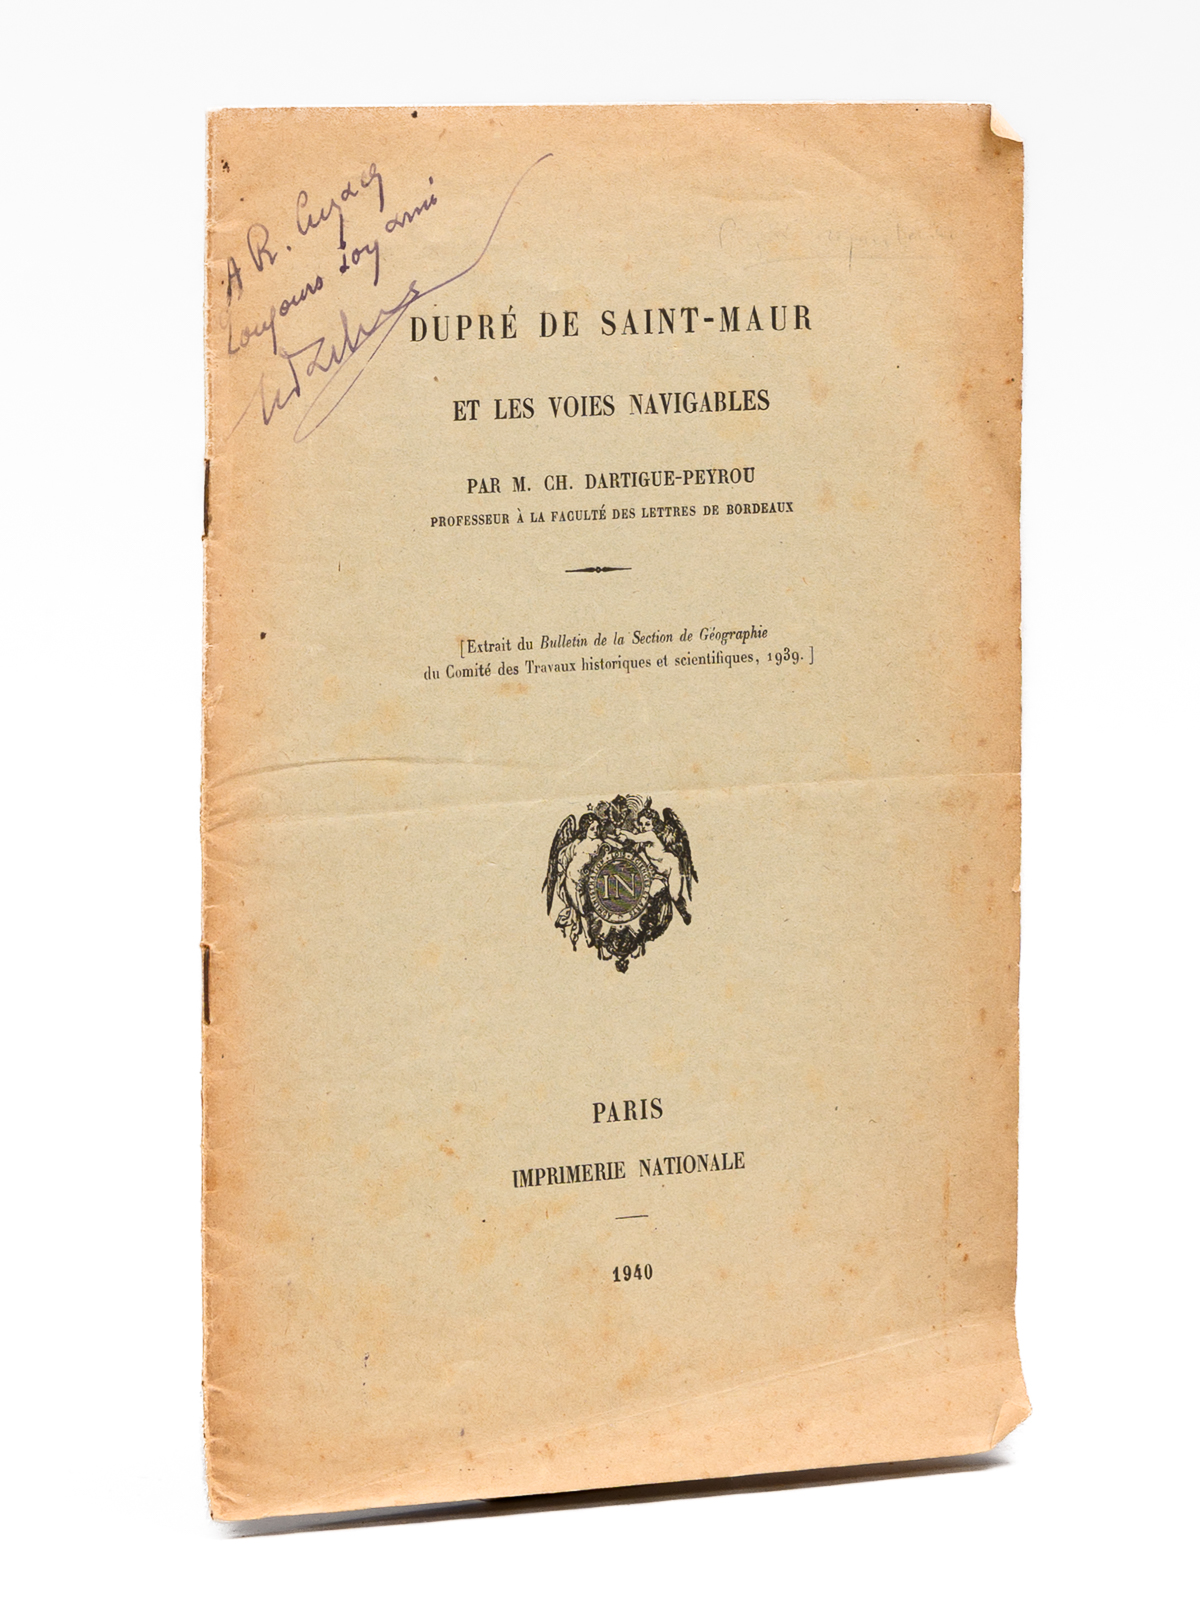 A R. Cuzacq
toujours
ami
DUPRÉ DE SAINT-MAUR
ET LES VOIES NAVIGABLES
PAR M. CH. DARTIGUE-PEYROU
PROFESSEUR À LA FACULTÉ DES LETTRES DE BORDEAUX
[Extrait du Bulletin de la Section de Géographie
du Comité des Travaux historiques et scientifiques, 1939.]
IN
PARIS
IMPRIMERIE NATIONALE
1940